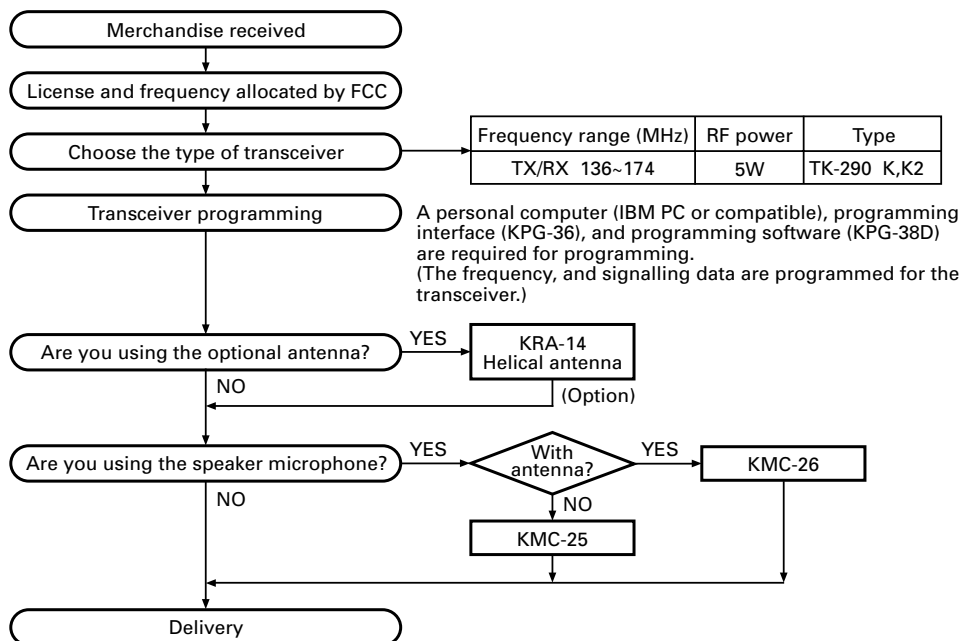 Merchandise received
License and frequency allocated by FCC
Choose the type of transceiver
Frequency range (MHz) RF power Type
TX/RX 136~174 5W TK-290 K,K2
Transceiver programming
A personal computer (IBM PC or compatible), programming
interface (KPG-36), and programming software (KPG-38D)
are required for programming.
(The frequency, and signalling data are programmed for the
transceiver.)
Are you using the optional antenna?
YES
KRA-14
Helical antenna
NO
(Option)
Are you using the speaker microphone?
YES
With
antenna?
YES
KMC-26
NO
NO
KMC-25
Delivery